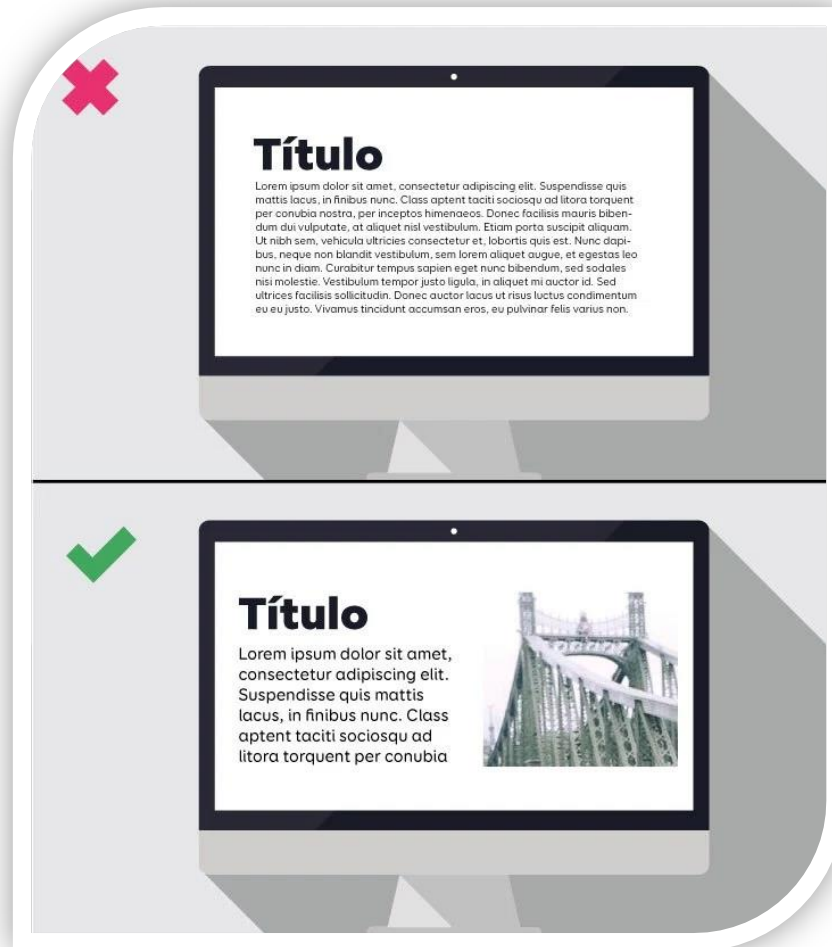 Título
Lorem ipsum dolor sit amet, consectetur adipiscing elit. Suspendisse quis
mattis lacus, in finibus nunc. Class aptent taciti sociosqu ad litora torquent
per conubia nostra, per inceptos himenaeos. Donec facilisis mauris biben-
dum dui vulputate, at aliquet nisl vestibulum. Etiam porta suscipit aliquam.
Ut nibh sem, vehicula ultricies consectetur et, lobortis quis est. Nunc dapi-
bus, neque non blandit vestibulum, sem lorem aliquet augue, et egestas leo
nunc in diam. Curabitur tempus sapien eget nunc bibendum, sed sodales
nisi molestie. Vestibulum tempor justo ligula, in aliquet mi auctor id. Sed
ultrices facilisis sollicitudin. Donec auctor lacus ut risus luctus condimentum
eu eu justo. Vivamus tincidunt accumsan eros, eu pulvinar felis varius non.
Título
Lorem ipsum dolor sit amet,
consectetur adipiscing elit.
Suspendisse quis mattis
lacus, in finibus nunc. Class
aptent taciti sociosqu ad
litora torquent per conubia